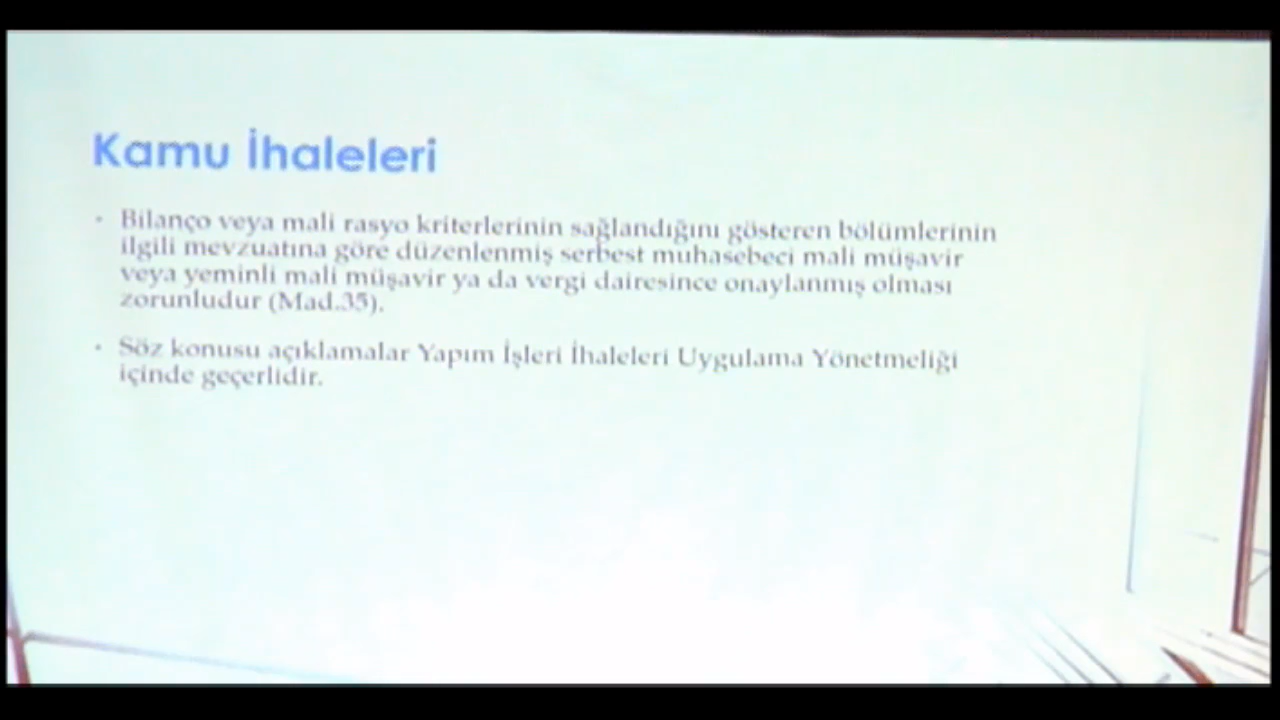 Kamu İhaleleri
• Bilanço veya mali rasyo kriterlerinin sağlandığını gösteren bölümlerinin
ilgili mevzuatına göre düzenlenmiş serbest muhasebeci mali müşavir
veya yeminli mali müşavir ya da vergi dairesince onaylanmış olması
zorunludur (Mad.35).
• Söz konusu açıklamalar Yapım İşleri İhaleleri Uygulama Yönetmeliği
içinde geçerlidir.